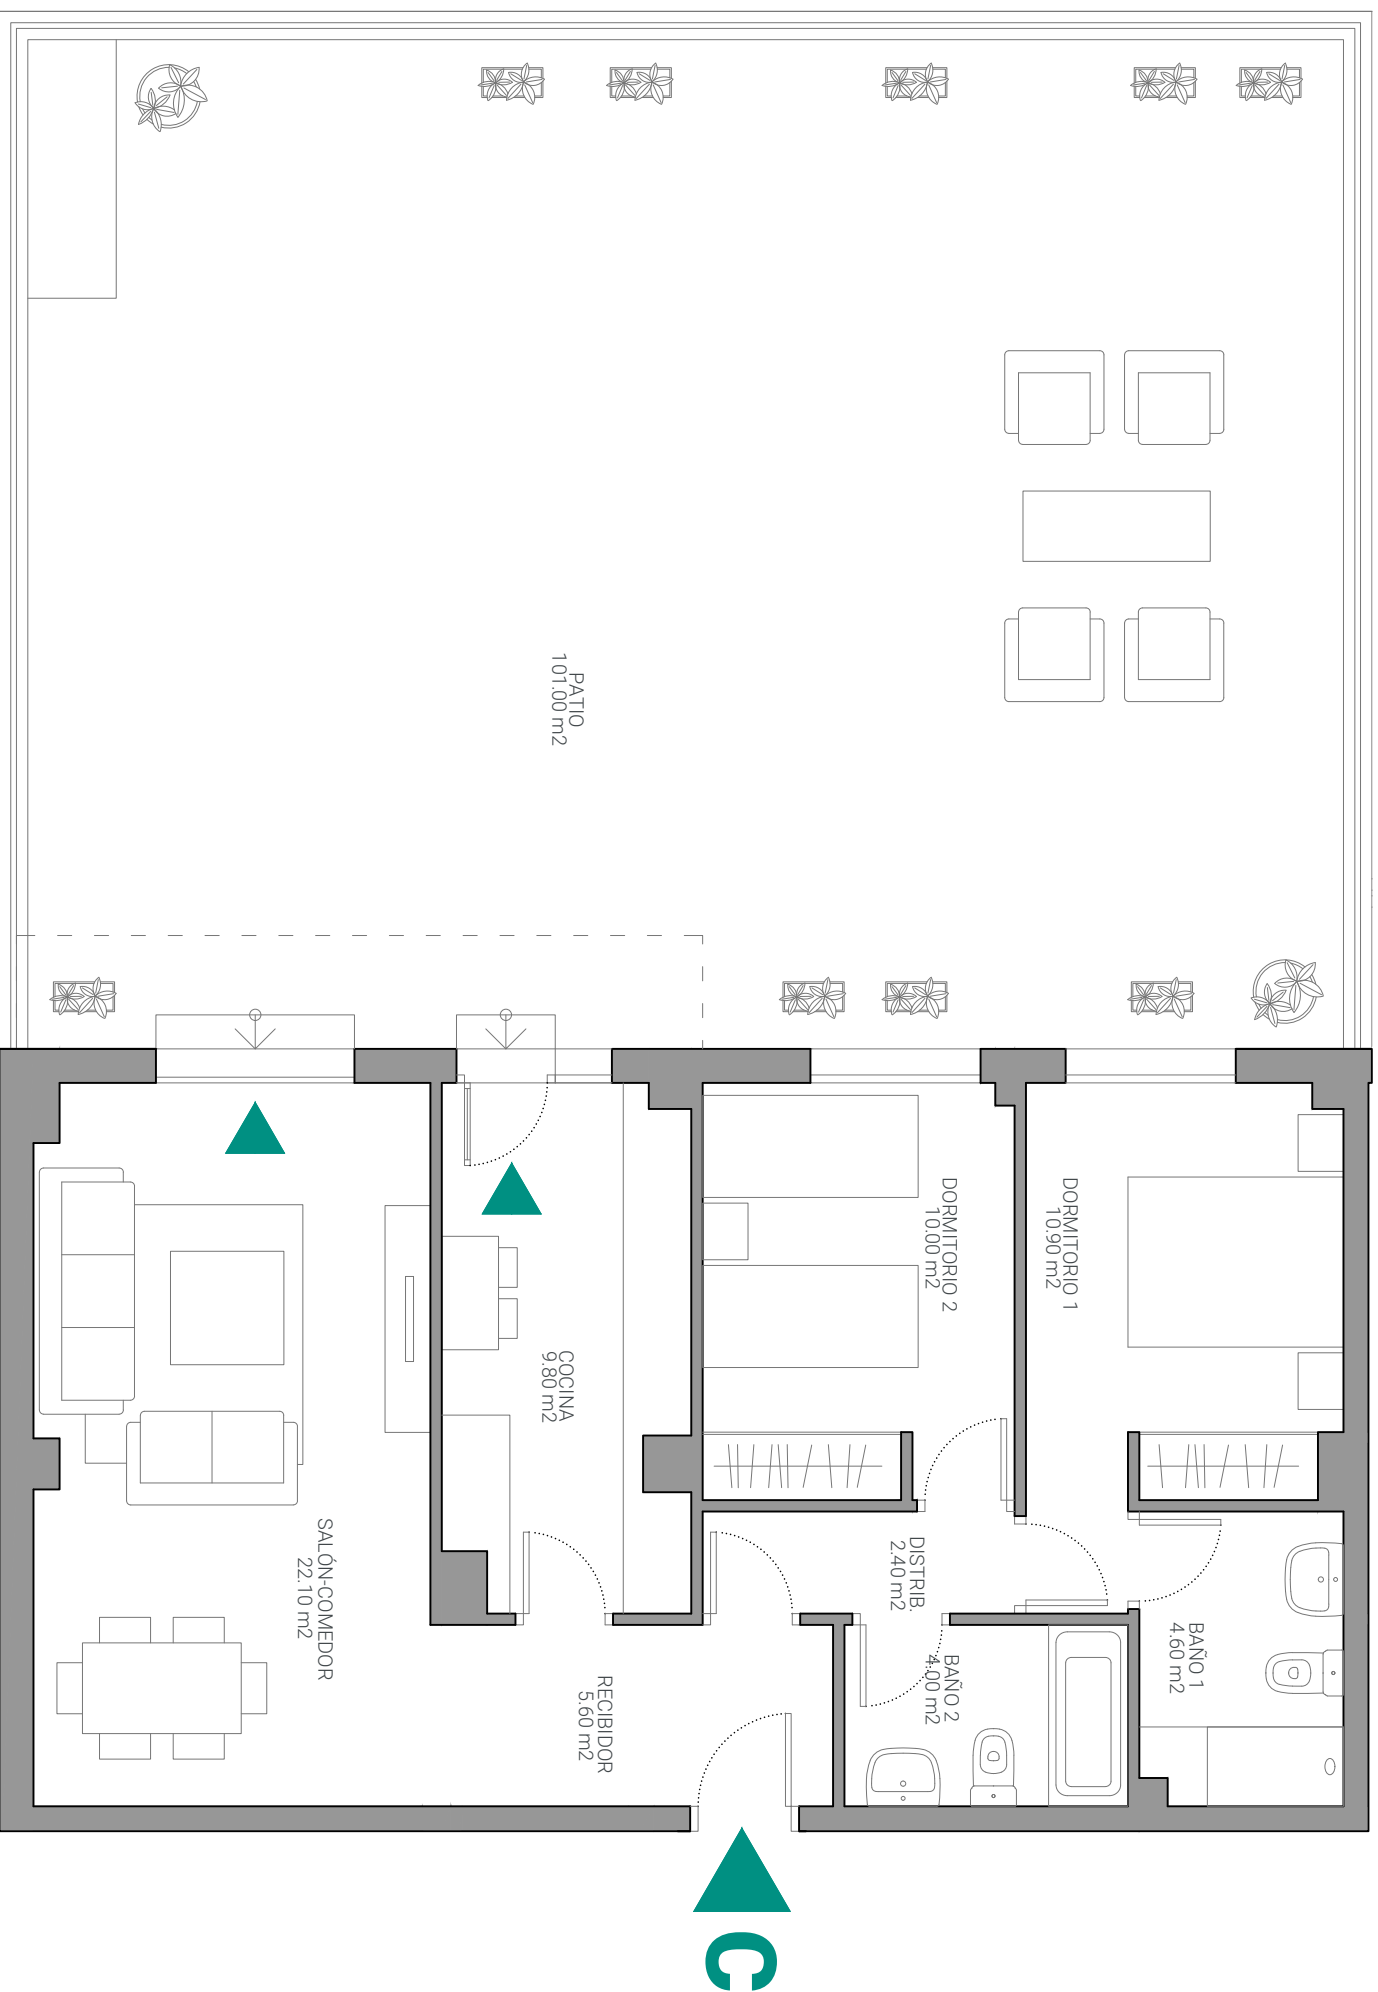 PATIO
101.00 m2
DORMITORIO 1
10.90 m2
DORMITORIO 2
10.00 m2
COCINA
9.80 m2
SALÓN-COMEDOR
22.10 m2
DISTRIB.
2.40 m2
BAÑO 1
4.60 m2
BAÑO 2
4.00 m2
RECIBIDOR
5.60 m2
C